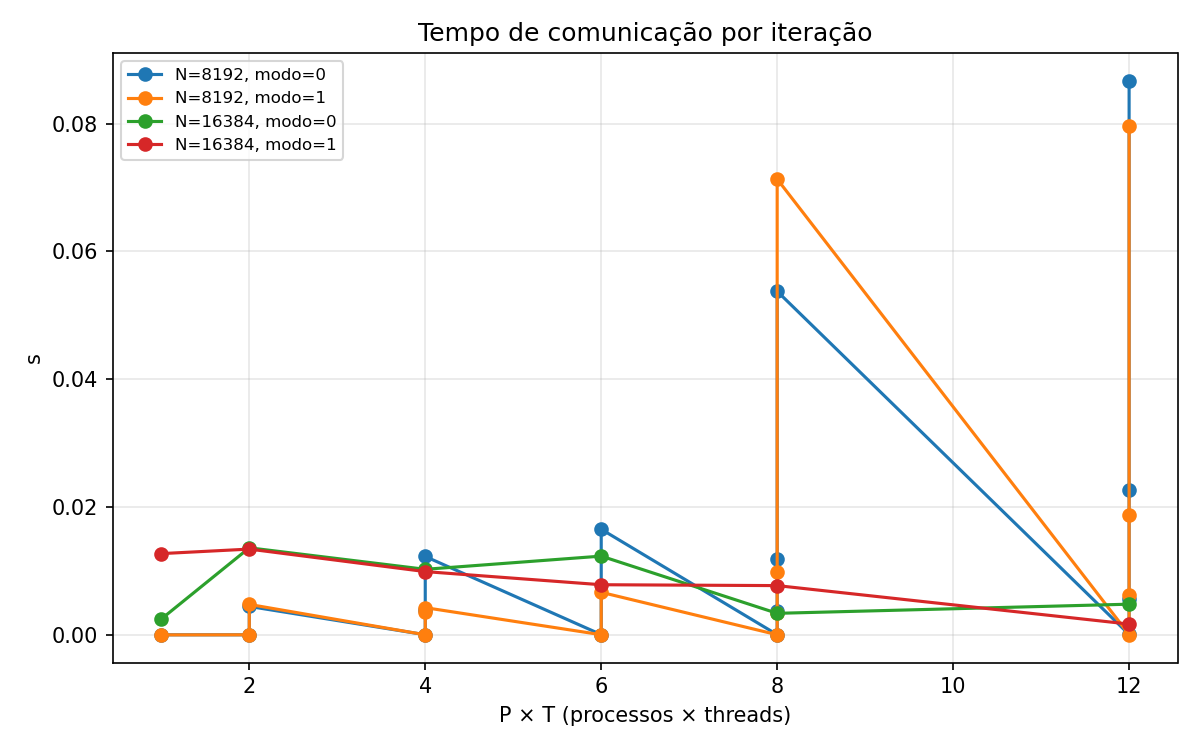 Tempo de comunicação por iteração
N=8192, modo=0
N=8192, modo=1
N=16384, modo=0
N=16384, modo=1
0.08
0.06
0.04
0.02
0.00
s
2 4 6 8 10 12
P × T (processos × threads)